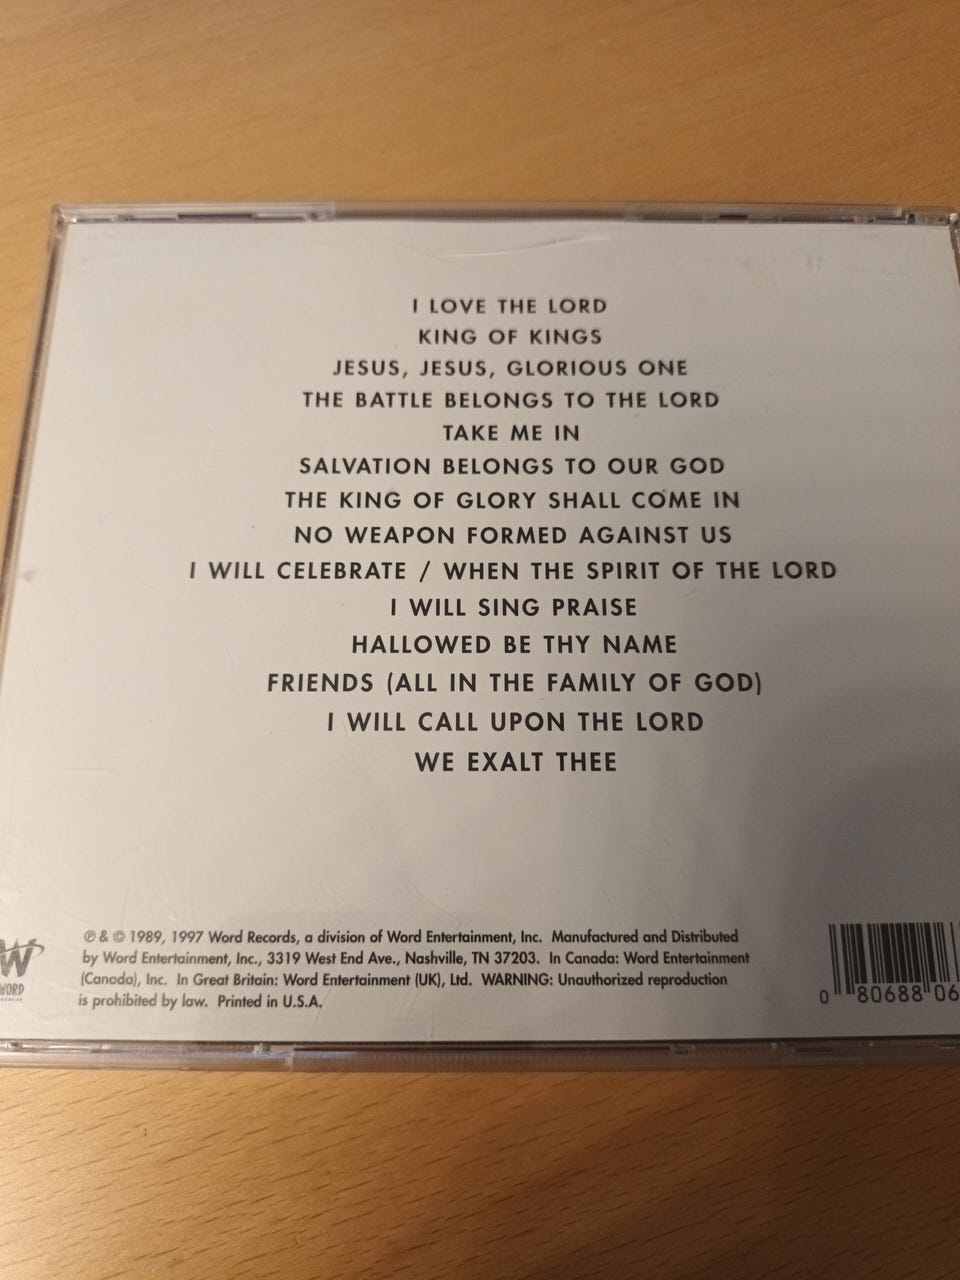 I LOVE THE LORD
KING OF KINGS
JESUS, JESUS, GLORIOUS ONE
THE BATTLE BELONGS TO THE LORD
TAKE ME IN
SALVATION BELONGS TO OUR GOD
THE KING OF GLORY SHALL COME IN
NO WEAPON FORMED AGAINST US
I WILL CELEBRATE / WHEN THE SPIRIT OF THE LORD
I WILL SING PRAISE
HALLOWED BE THY NAME
FRIENDS (ALL IN THE FAMILY OF GOD)
I WILL CALL UPON THE LORD
WE EXALT THEE
℗ & © 1989, 1997 Word Records, a division of Word Entertainment, Inc. Manufactured and Distributed
by Word Entertainment, Inc., 3319 West End Ave., Nashville, TN 37203. In Canada: Word Entertainment
(Canada), Inc. In Great Britain: Word Entertainment (UK), Ltd. WARNING: Unauthorized reproduction
is prohibited by law. Printed in U.S.A.
W
WORD
0 80688 06